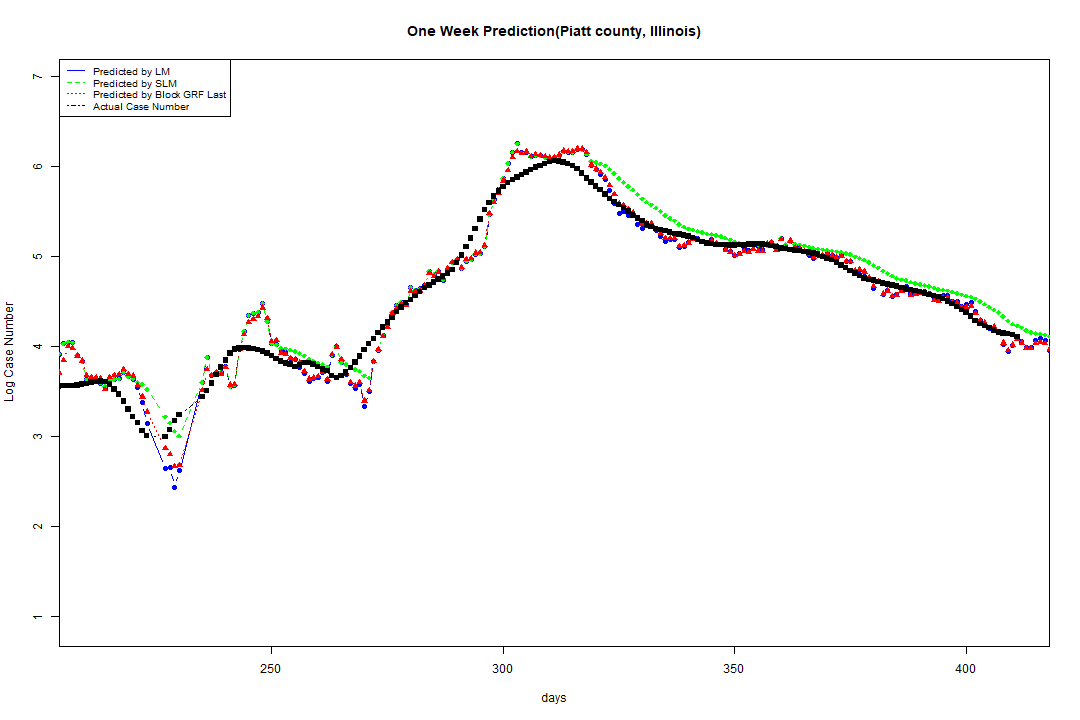 One Week Prediction(Piatt county, Illinois)
Predicted by LM
Predicted by SLM
Predicted by Block GRF Last
Actual Case Number
7
6
5
4
3
2
1
Log Case Number
250 300 350 400
days